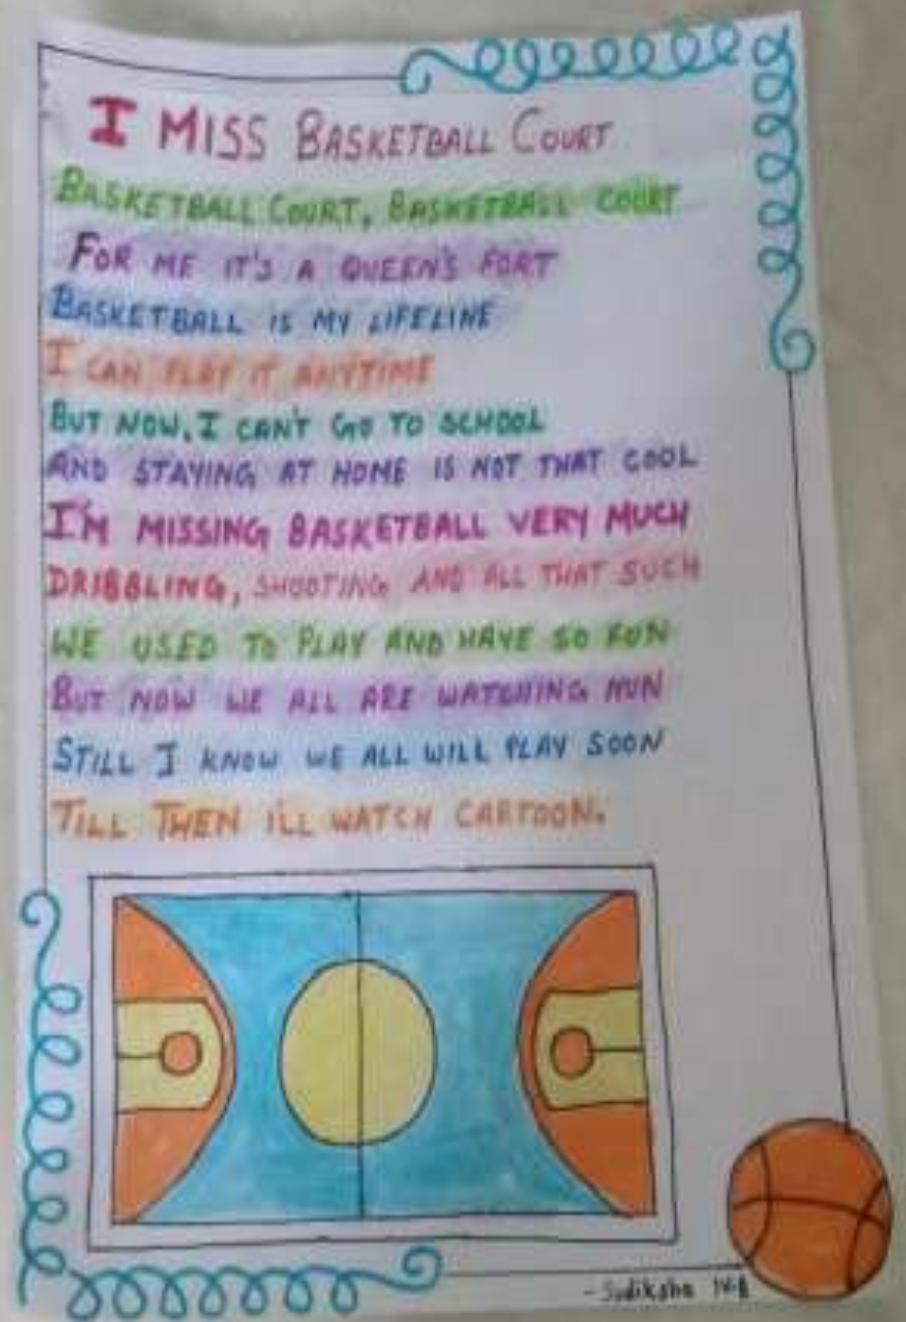 I MISS BASKETBALL COURT
BASKETBALL COURT, BASKETBALL COURT
FOR ME IT'S A QUEEN'S FORT
BASKETBALL IS MY LIFELINE
I CAN PLAY IT ANYTIME
BUT NOW, I CAN'T GO TO SCHOOL
AND STAYING AT HOME IS NOT THAT COOL
I'M MISSING BASKETBALL VERY MUCH
DRIBBLING, SHOOTING AND ALL THAT SUCH
WE USED TO PLAY AND HAVE SO FUN
BUT NOW WE ALL ARE WATCHING
STILL I KNOW WE ALL WILL PLAY SOON
TILL THEN I'LL WATCH CARTOON.
- Sudiksha